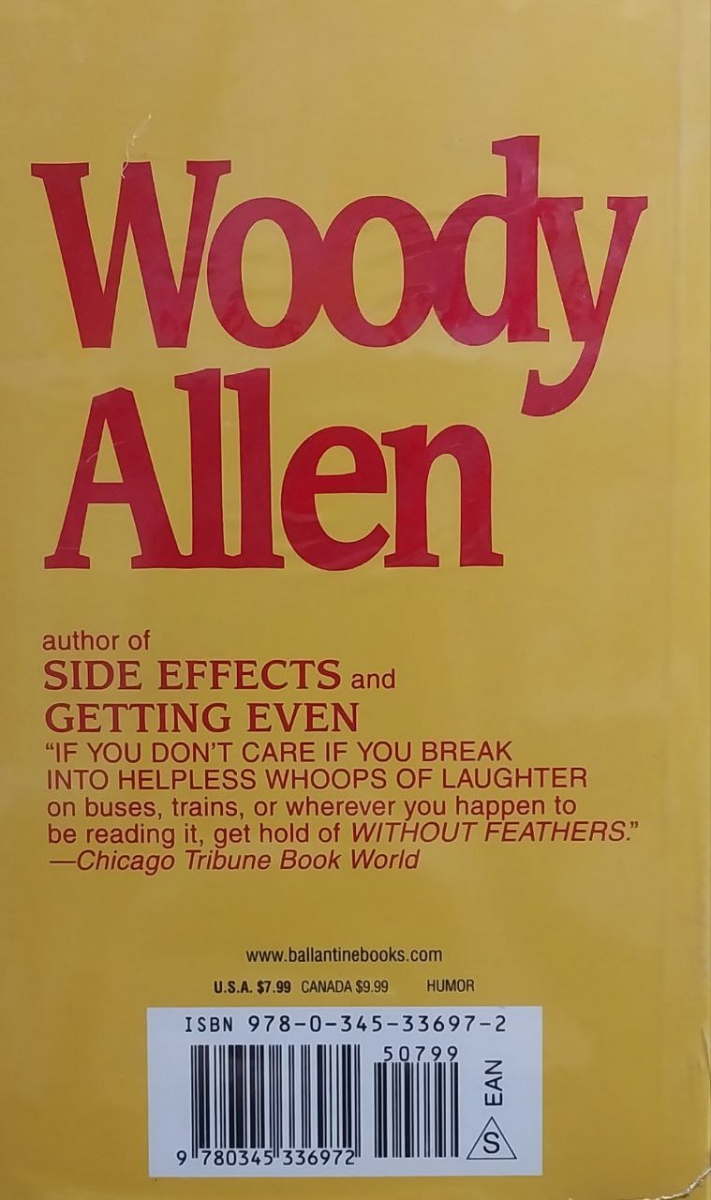 Woody
Allen
author of
SIDE EFFECTS and
GETTING EVEN
“IF YOU DON’T CARE IF YOU BREAK
INTO HELPLESS WHOOPS OF LAUGHTER
on buses, trains, or wherever you happen to
be reading it, get hold of WITHOUT FEATHERS.”
—Chicago Tribune Book World
www.ballantinebooks.com
U.S.A. $7.99 CANADA $9.99 HUMOR
ISBN 978-0-345-33697-2
50799
EAN
S
9 780345 336972